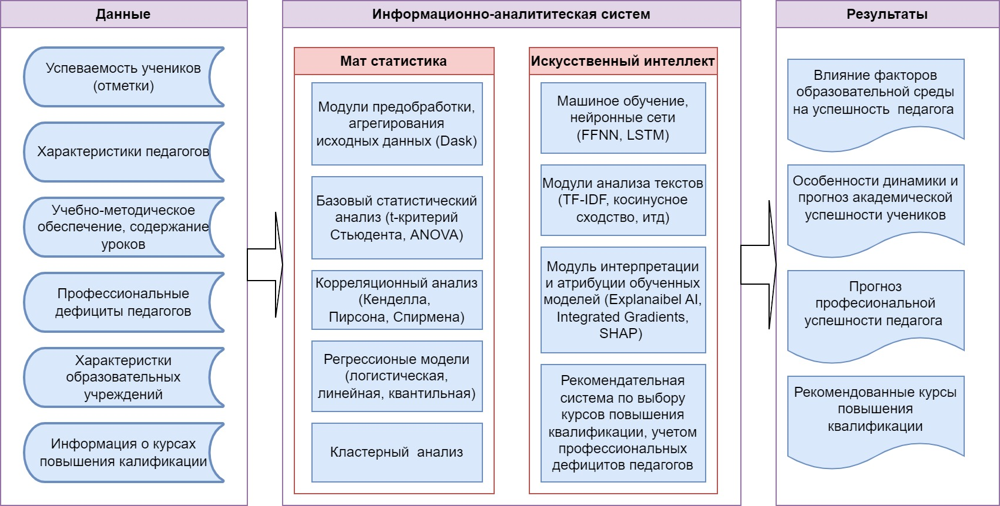 Данные
Успеваемость учеников
(отметки)
Характеристики педагогов
Учебно-методическое
обеспечение, содержание
уроков
Профессиональные
дефициты педагогов
Характеристки
образовательных
учреждений
Информация о курсах
повышения калификации
Информационно-аналититеская систем
Мат статистика
Модули предобработки,
агрегирования
исходных данных (Dask)
Базовый статистический
анализ (t-критерий
Стьюдента, ANOVA)
Корреляционный анализ
(Кенделла,
Пирсона, Спирмена)
Регрессионые модели
(логистическая,
линейная, квантильная)
Кластерный анализ
Искусственный интеллект
Машиное обучение,
нейронные сети
(FFNN, LSTM)
Модули анализа текстов
(TF-IDF, косинусное
сходство, итд)
Модуль интерпретации
и атрибуции обученных
моделей (Explanaibel AI,
Integrated Gradients,
SHAP)
Рекомендательная
система по выбору
курсов повышения
квалификации, учетом
профессиональных
дефицитов педагогов
Результаты
Влияние факторов
образовательной среды
на успешность педагога
Особенности динамики и
прогноз академической
успешности учеников
Прогноз
професиональной
успешности педагога
Рекомендованные курсы
повышения
квалификации